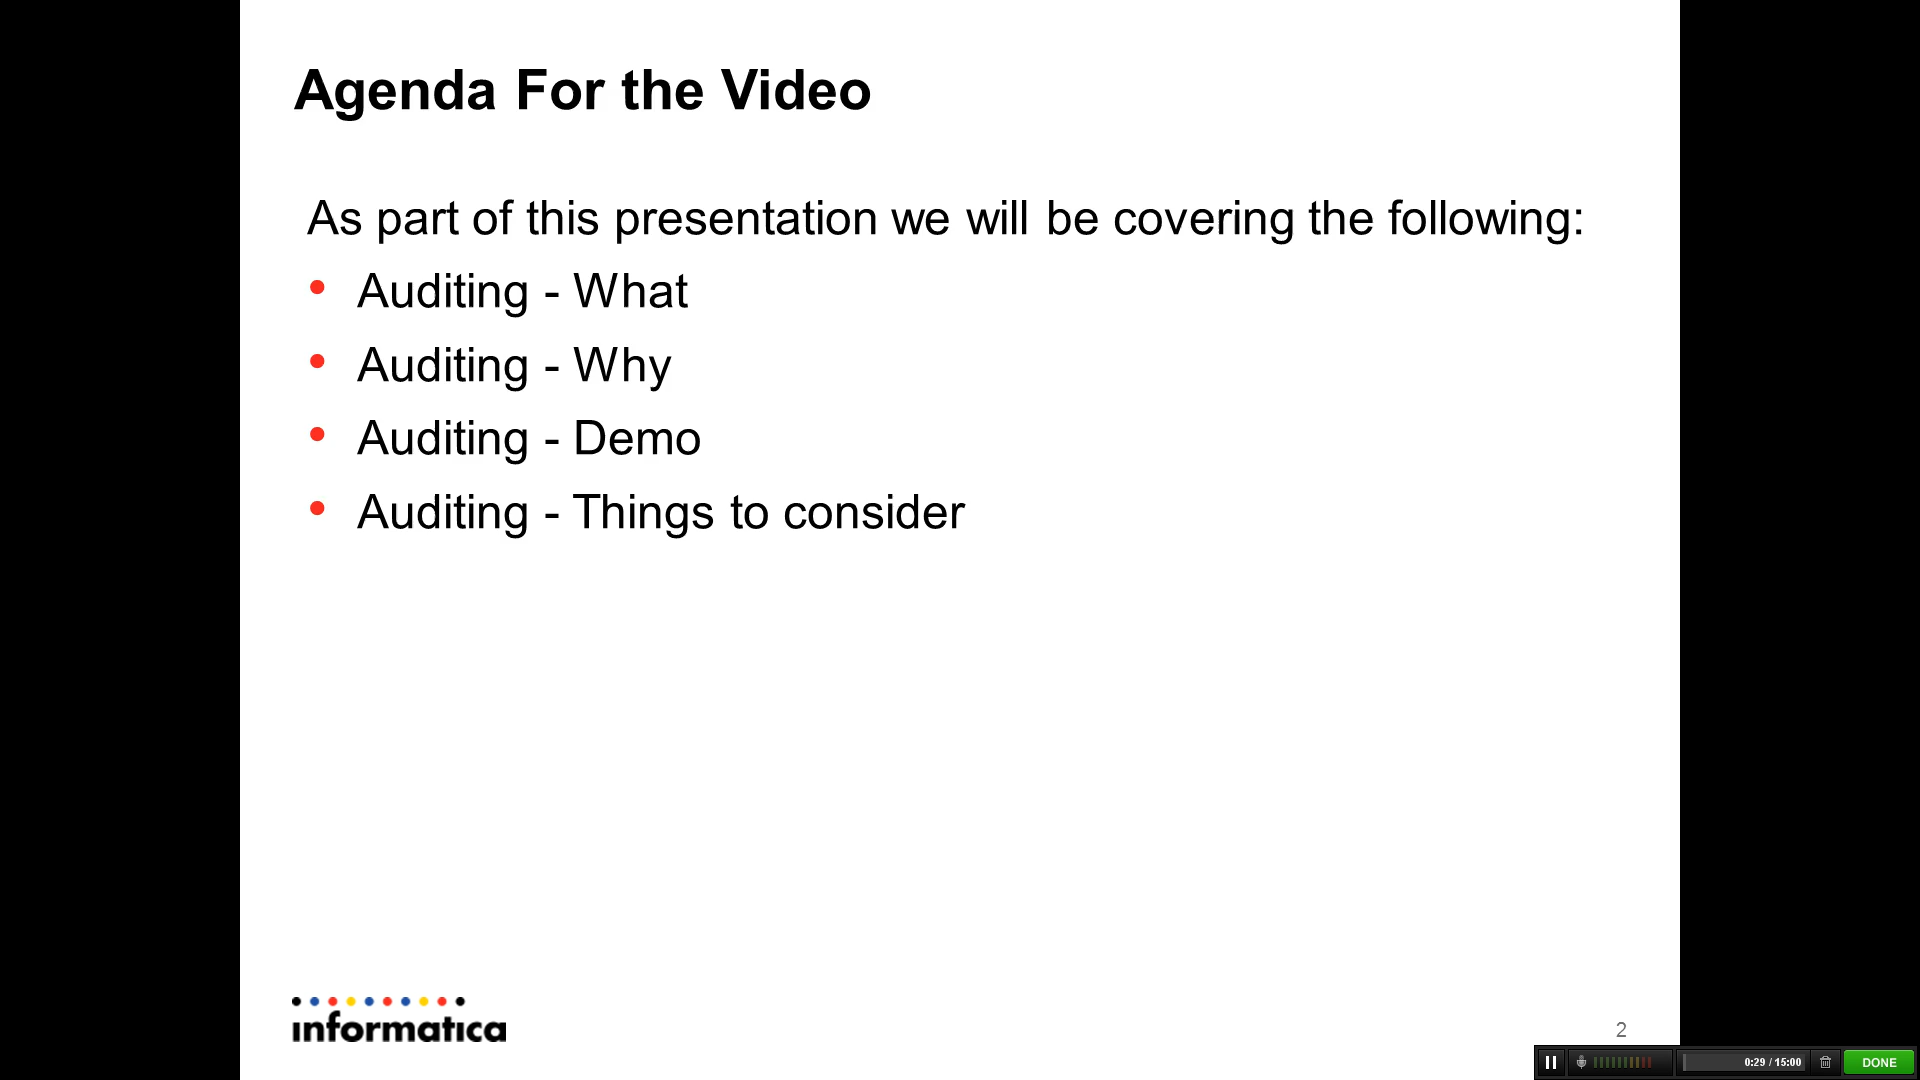 Agenda For the Video
As part of this presentation we will be covering the following:
• Auditing - What
• Auditing - Why
• Auditing - Demo
• Auditing - Things to consider
informatica
2
0:29 / 15:00
DONE